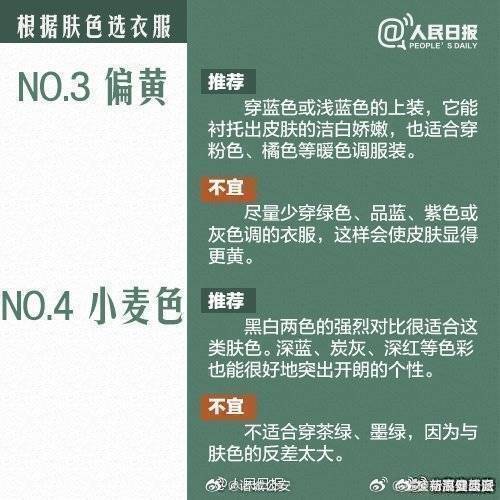 根据肤色选衣服
@人民日报
PEOPLE'S DAILY
NO.3 偏黄
推荐
穿蓝色或浅蓝色的上装，它能
衬托出皮肤的洁白娇嫩，也适合穿
粉色、橘色等暖色调服装。
不宜
尽量少穿绿色、品蓝、紫色或
灰色调的衣服，这样会使皮肤显得
更黄。
NO.4 小麦色
推荐
黑白两色的强烈对比很适合这
类肤色。深蓝、炭灰、深红等色彩
也能很好地突出开朗的个性。
不宜
不适合穿茶绿、墨绿，因为与
肤色的反差太大。
@人民日报